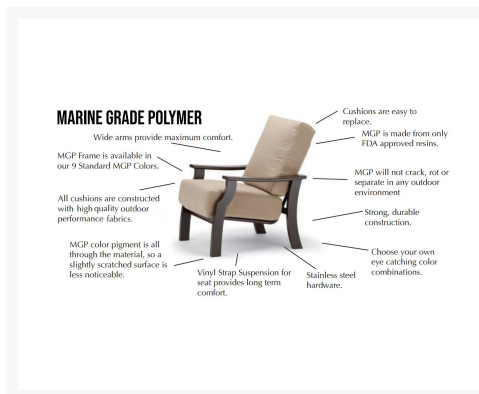 MARINE GRADE POLYMER
Wide arms provide maximum comfort.
MGP Frame is available in
our 9 Standard MGP Colors.
All cushions are constructed
with high quality outdoor
performance fabrics.
MGP color pigment is all
through the material, so a
slightly scratched surface is
less noticeable.
Vinyl Strap Suspension for
seat provides long term
comfort.
Stainless steel
hardware.
Cushions are easy to
replace.
MGP is made from only
FDA approved resins.
MGP will not crack, rot or
separate in any outdoor
environment
Strong, durable
construction.
Choose your own
eye catching color
combinations.